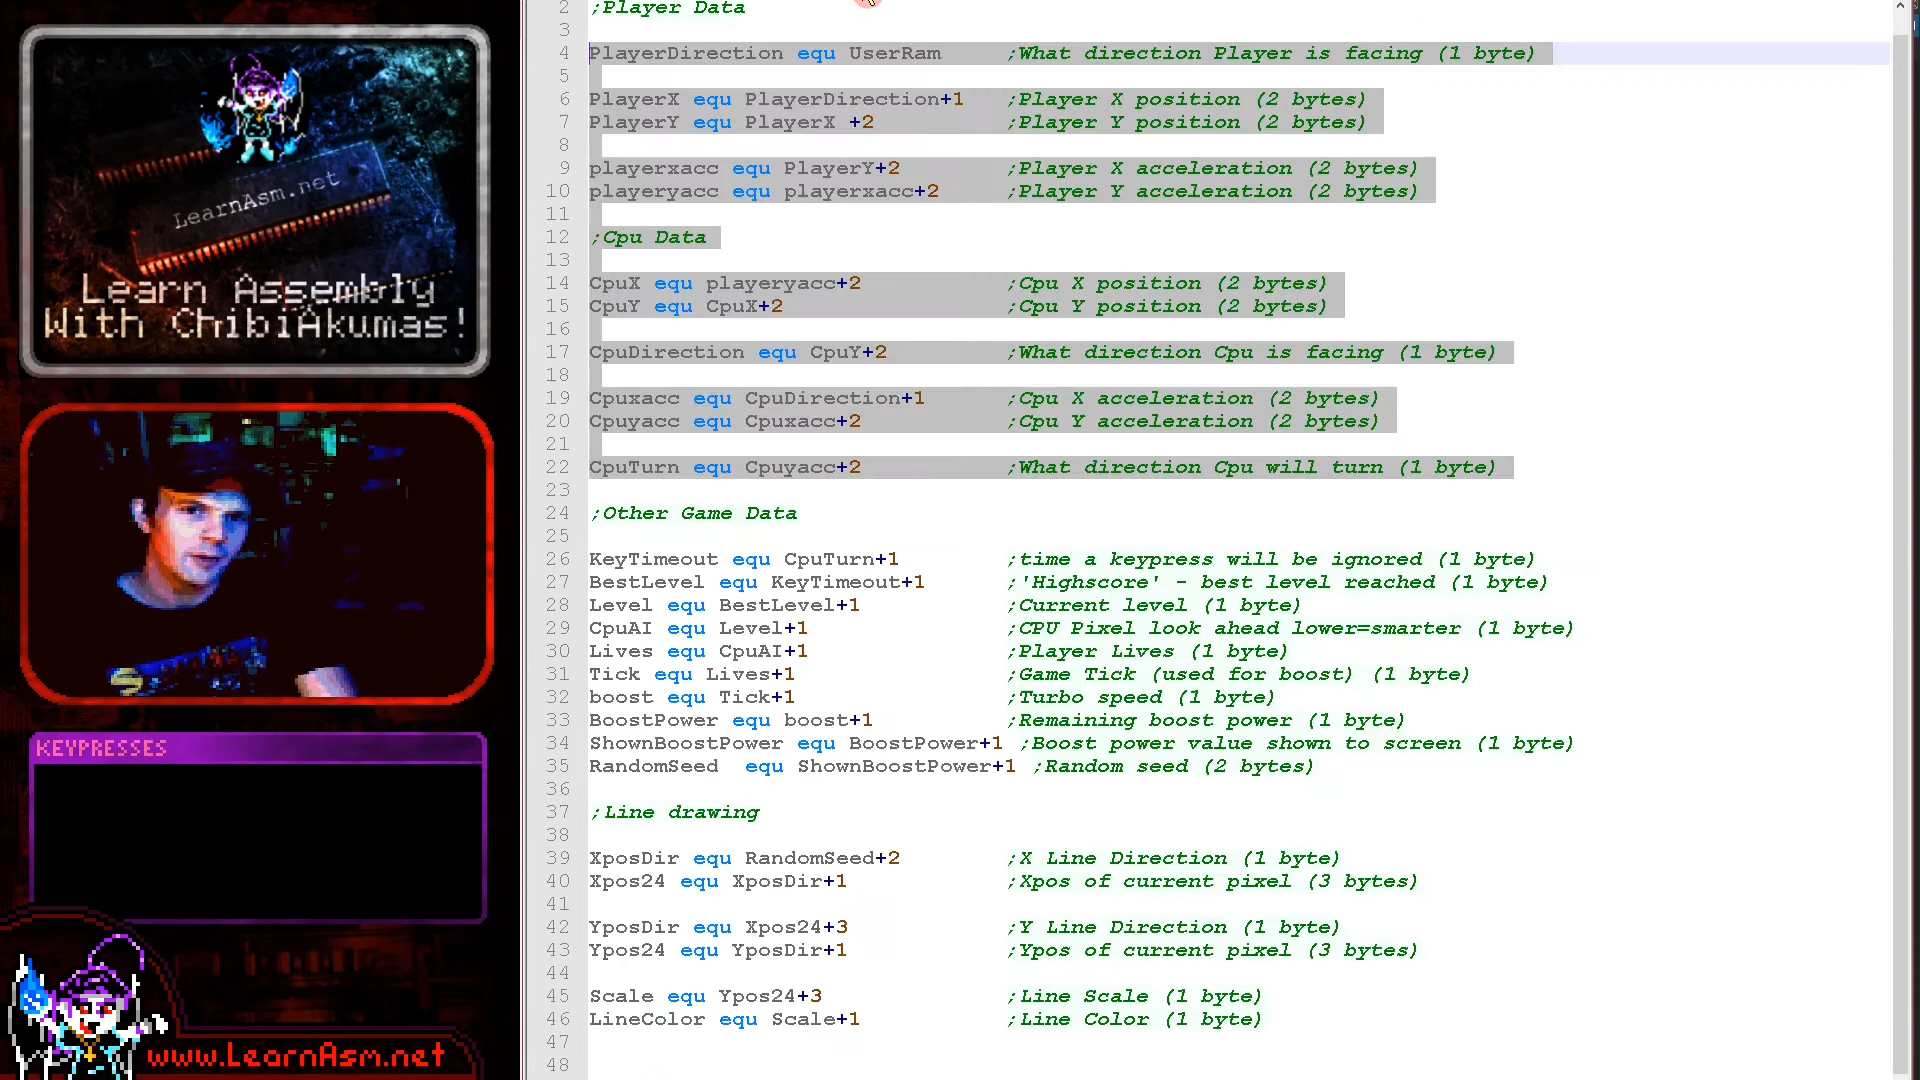 LearnAsm.net
Learn Assembly
With ChibiAkumas!
KEYPRESSES
www.LearnAsm.net
2 ;Player Data
3
4 PlayerDirection equ UserRam ;What direction Player is facing (1 byte)
5
6 PlayerX equ PlayerDirection+1 ;Player X position (2 bytes)
7 PlayerY equ PlayerX +2 ;Player Y position (2 bytes)
8
9 playerxacc equ PlayerY+2 ;Player X acceleration (2 bytes)
10 playeryacc equ playerxacc+2 ;Player Y acceleration (2 bytes)
11
12 ;Cpu Data
13
14 CpuX equ playeryacc+2 ;Cpu X position (2 bytes)
15 CpuY equ CpuX+2 ;Cpu Y position (2 bytes)
16
17 CpuDirection equ CpuY+2 ;What direction Cpu is facing (1 byte)
18
19 Cpuxacc equ CpuDirection+1 ;Cpu X acceleration (2 bytes)
20 Cpuyacc equ Cpuxacc+2 ;Cpu Y acceleration (2 bytes)
21
22 CpuTurn equ Cpuyacc+2 ;What direction Cpu will turn (1 byte)
23
24 ;Other Game Data
25
26 KeyTimeout equ CpuTurn+1 ;time a keypress will be ignored (1 byte)
27 BestLevel equ KeyTimeout+1 ;'Highscore' - best level reached (1 byte)
28 Level equ BestLevel+1 ;Current level (1 byte)
29 CpuAI equ Level+1 ;CPU Pixel look ahead lower=smarter (1 byte)
30 Lives equ CpuAI+1 ;Player Lives (1 byte)
31 Tick equ Lives+1 ;Game Tick (used for boost) (1 byte)
32 boost equ Tick+1 ;Turbo speed (1 byte)
33 BoostPower equ boost+1 ;Remaining boost power (1 byte)
34 ShownBoostPower equ BoostPower+1 ;Boost power value shown to screen (1 byte)
35 RandomSeed equ ShownBoostPower+1 ;Random seed (2 bytes)
36
37 ;Line drawing
38
39 XposDir equ RandomSeed+2 ;X Line Direction (1 byte)
40 Xpos24 equ XposDir+1 ;Xpos of current pixel (3 bytes)
41
42 YposDir equ Xpos24+3 ;Y Line Direction (1 byte)
43 Ypos24 equ YposDir+1 ;Ypos of current pixel (3 bytes)
44
45 Scale equ Ypos24+3 ;Line Scale (1 byte)
46 LineColor equ Scale+1 ;Line Color (1 byte)
47
48